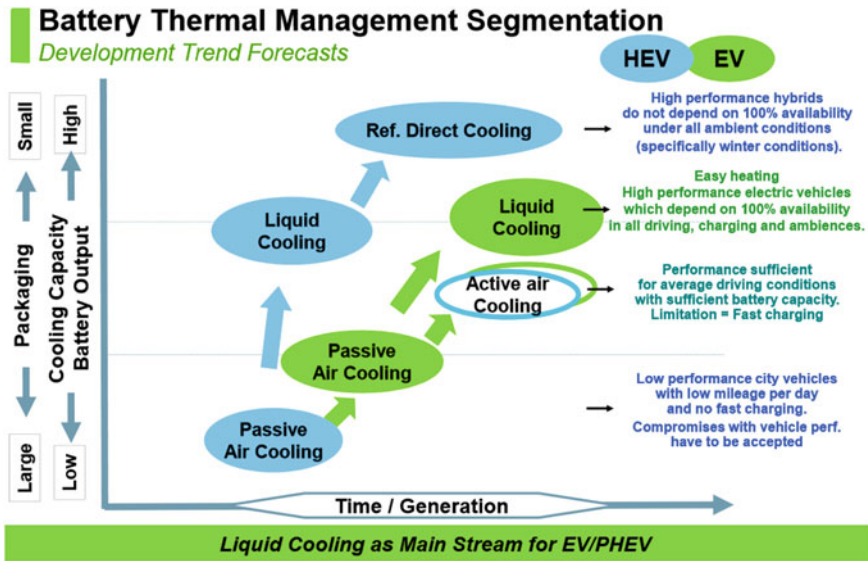 Battery Thermal Management Segmentation
Development Trend Forecasts
HEV
EV
Small
High
Packaging
Cooling Capacity
Battery Output
Large
Low
Ref. Direct Cooling
High performance hybrids
do not depend on 100% availability
under all ambient conditions
(specifically winter conditions).
Liquid
Cooling
Liquid
Cooling
Easy heating
High performance electric vehicles
which depend on 100% availability
in all driving, charging and ambiences.
Active air
Cooling
Performance sufficient
for average driving conditions
with sufficient battery capacity.
Limitation = Fast charging
Passive
Air Cooling
Passive
Air Cooling
Low performance city vehicles
with low mileage per day
and no fast charging.
Compromises with vehicle perf.
have to be accepted
Time / Generation
Liquid Cooling as Main Stream for EV/PHEV